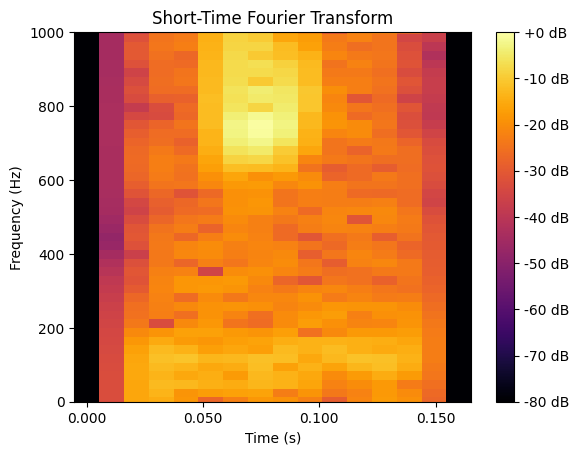 Short-Time Fourier Transform
1000
800
600
400
200
0
Frequency (Hz)
0.000
0.050
0.100
0.150
Time (s)
+0 dB
-10 dB
-20 dB
-30 dB
-40 dB
-50 dB
-60 dB
-70 dB
-80 dB